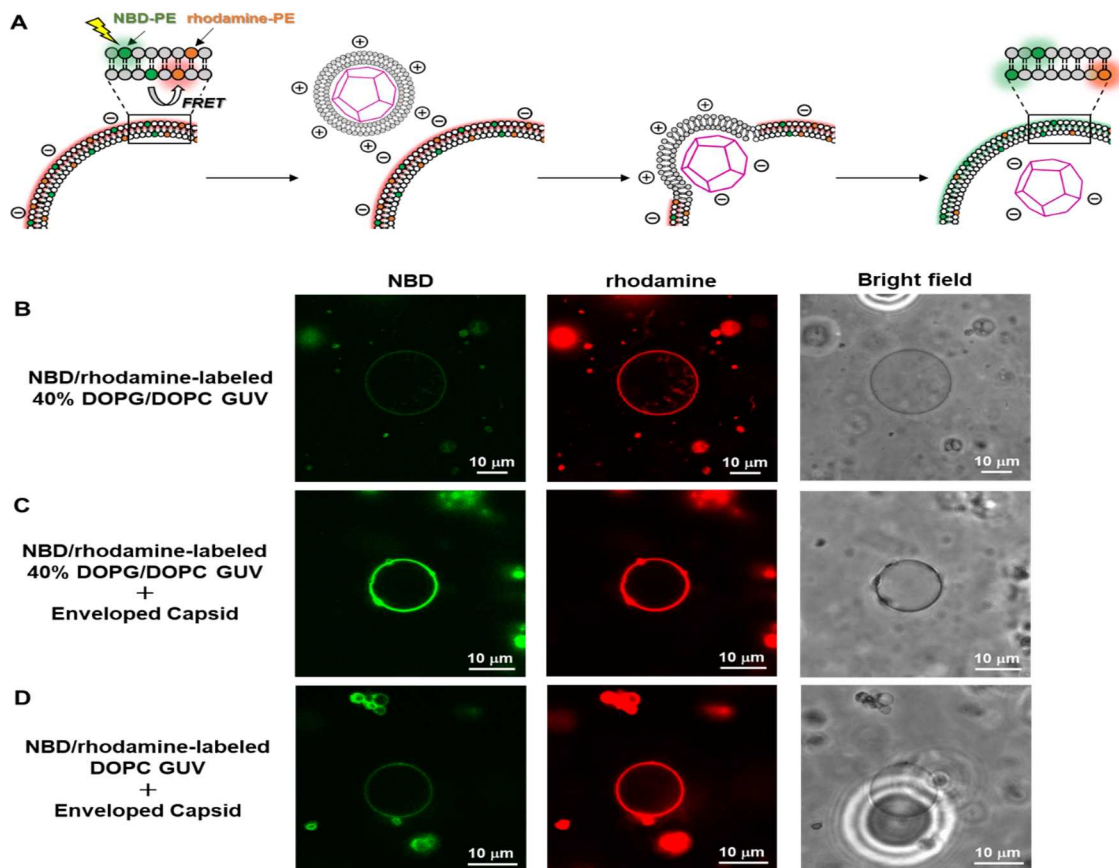 A
NBD-PE
rhodamine-PE
FRET
NBD
rhodamine
Bright field
B
NBD/rhodamine-labeled
40% DOPG/DOPC GUV
10 μm
10 μm
10 μm
C
NBD/rhodamine-labeled
40% DOPG/DOPC GUV
+
Enveloped Capsid
10 μm
10 μm
10 μm
D
NBD/rhodamine-labeled
DOPC GUV
+
Enveloped Capsid
10 μm
10 μm
10 μm